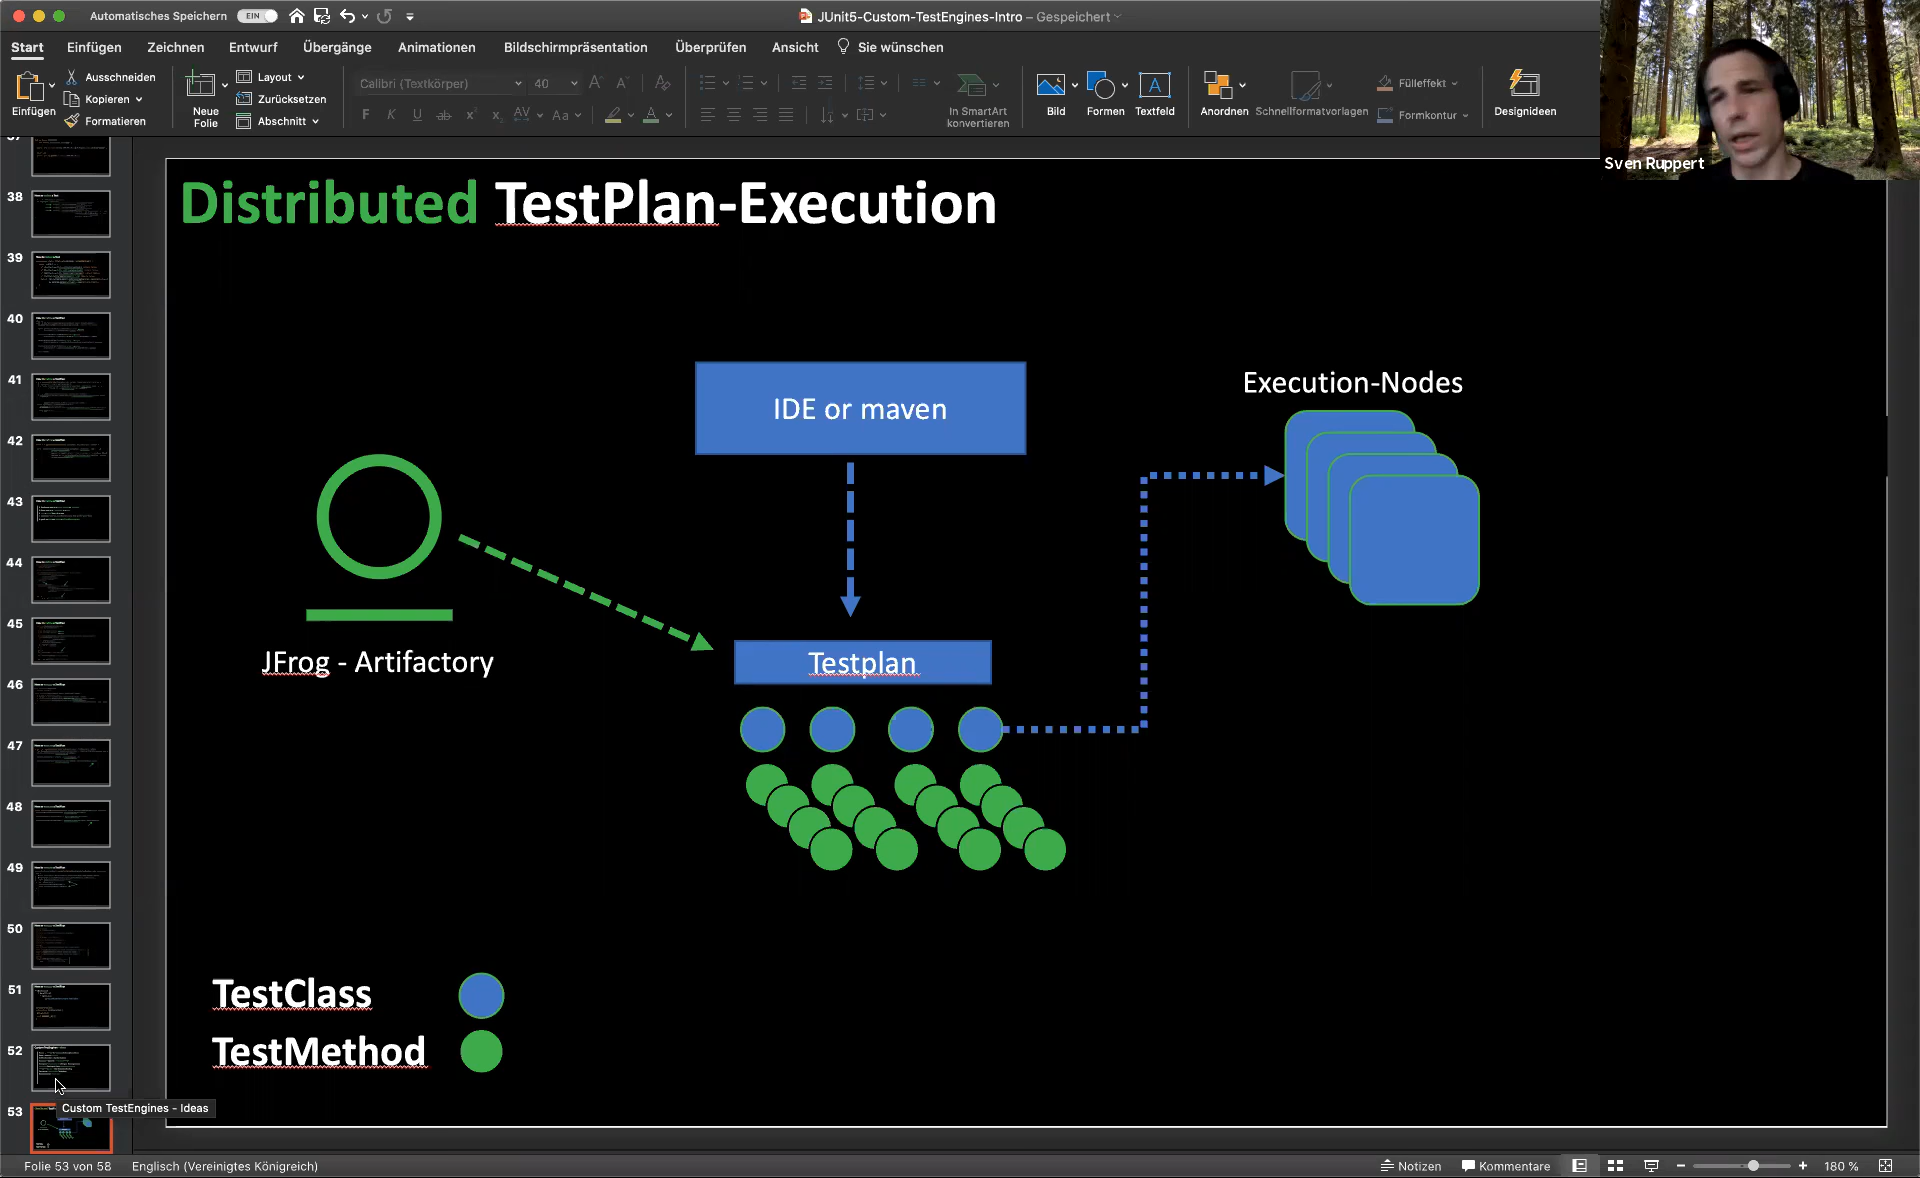 Automatisches Speichern EIN
JUnit5-Custom-TestEngines-Intro – Gespeichert
Start Einfügen Zeichnen Entwurf Übergänge Animationen Bildschirmpräsentation Überprüfen Ansicht Sie wünschen
Einfügen
Ausschneiden
Kopieren
Formatieren
Neue
Folie
Layout
Zurücksetzen
Abschnitt
Calibri (Textkörper) 40
F K U ab x x AV Aa A
In SmartArt
konvertieren
Bild
Formen
Textfeld
Anordnen
Schnellformatvorlagen
Fülleffekt
Formkontur
Designideen
Sven Ruppert
37
38
39
40
41
42
43
44
45
46
47
48
49
50
51
52
53
Custom TestEngines - Ideas
Distributed TestPlan-Execution
IDE or maven
Execution-Nodes
JFrog - Artifactory
Testplan
TestClass
TestMethod
Folie 53 von 58 Englisch (Vereinigtes Königreich)
Notizen Kommentare 180 %